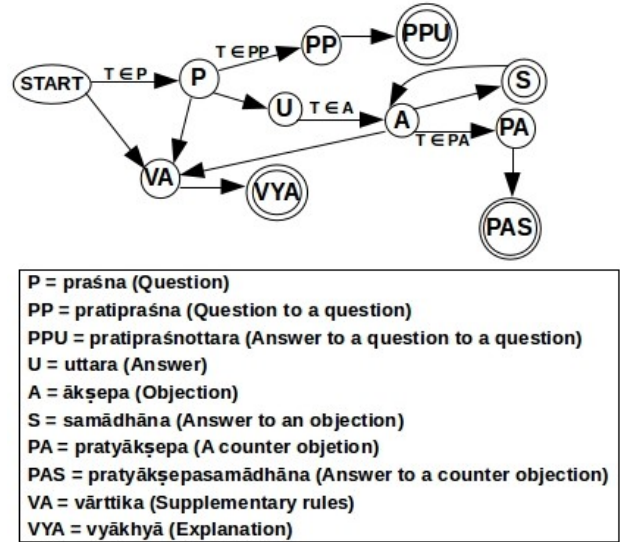 T ∈ PP
PP
PPU
START
T ∈ P
P
S
U
T ∈ A
A
T ∈ PA
PA
VA
VYA
PAS
P = praśna (Question)
PP = pratipraśna (Question to a question)
PPU = pratipraśnottara (Answer to a question to a question)
U = uttara (Answer)
A = ākṣepa (Objection)
S = samādhāna (Answer to an objection)
PA = pratyākṣepa (A counter objetion)
PAS = pratyākṣepasamādhāna (Answer to a counter objection)
VA = vārttika (Supplementary rules)
VYA = vyākhyā (Explanation)